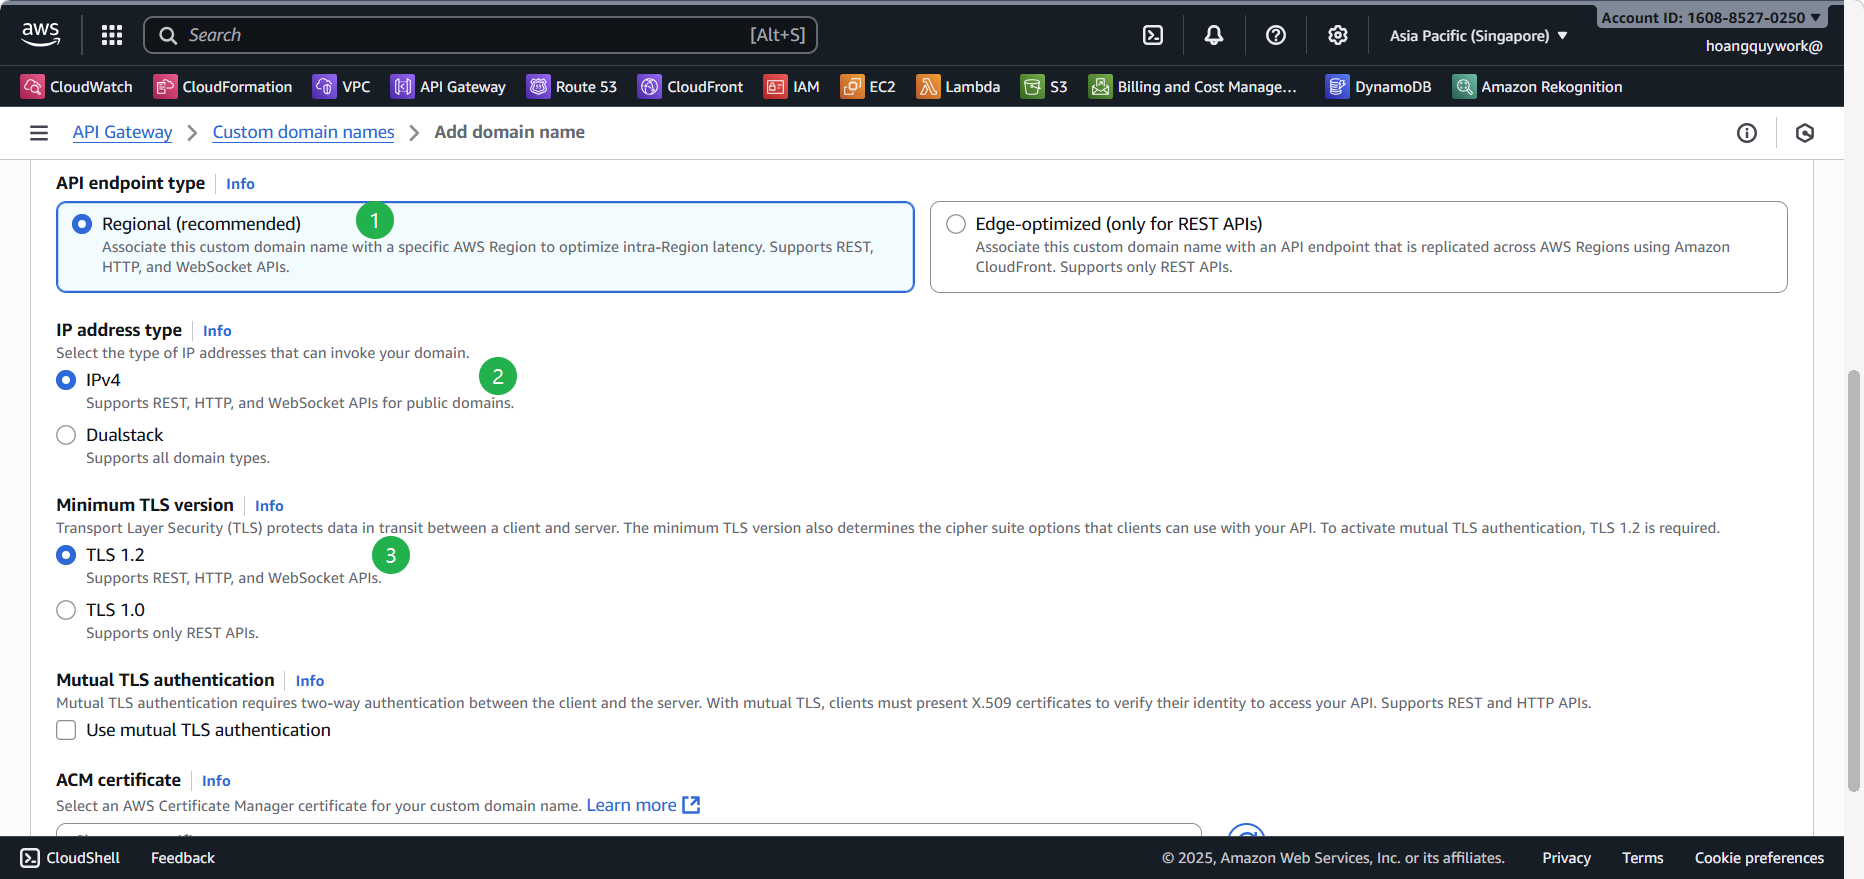 aws
Search
[Alt+S]
Asia Pacific (Singapore)
Account ID: 1608-8527-0250
hoangquywork@
CloudWatch
CloudFormation
VPC
API Gateway
Route 53
CloudFront
IAM
EC2
Lambda
S3
Billing and Cost Manage...
DynamoDB
Amazon Rekognition
API Gateway
Custom domain names
Add domain name
API endpoint type
Info
Regional (recommended)
1
Associate this custom domain name with a specific AWS Region to optimize intra-Region latency. Supports REST,
HTTP, and WebSocket APIs.
Edge-optimized (only for REST APIs)
Associate this custom domain name with an API endpoint that is replicated across AWS Regions using Amazon
CloudFront. Supports only REST APIs.
IP address type
Info
Select the type of IP addresses that can invoke your domain.
IPv4
2
Supports REST, HTTP, and WebSocket APIs for public domains.
Dualstack
Supports all domain types.
Minimum TLS version
Info
Transport Layer Security (TLS) protects data in transit between a client and server. The minimum TLS version also determines the cipher suite options that clients can use with your API. To activate mutual TLS authentication, TLS 1.2 is required.
TLS 1.2
3
Supports REST, HTTP, and WebSocket APIs.
TLS 1.0
Supports only REST APIs.
Mutual TLS authentication
Info
Mutual TLS authentication requires two-way authentication between the client and the server. With mutual TLS, clients must present X.509 certificates to verify their identity to access your API. Supports REST and HTTP APIs.
Use mutual TLS authentication
ACM certificate
Info
Select an AWS Certificate Manager certificate for your custom domain name. Learn more
CloudShell
Feedback
© 2025, Amazon Web Services, Inc. or its affiliates.
Privacy
Terms
Cookie preferences